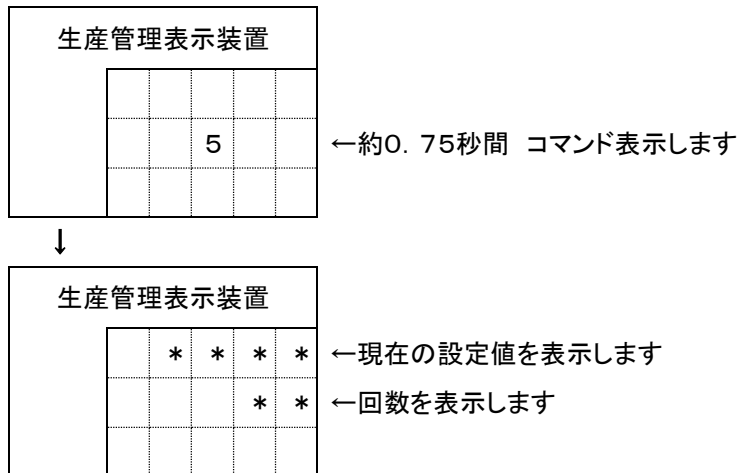 生産管理表示装置
5 ←約0．75秒間 コマンド表示します
↓
生産管理表示装置
* * * * ←現在の設定値を表示します
* * ←回数を表示します